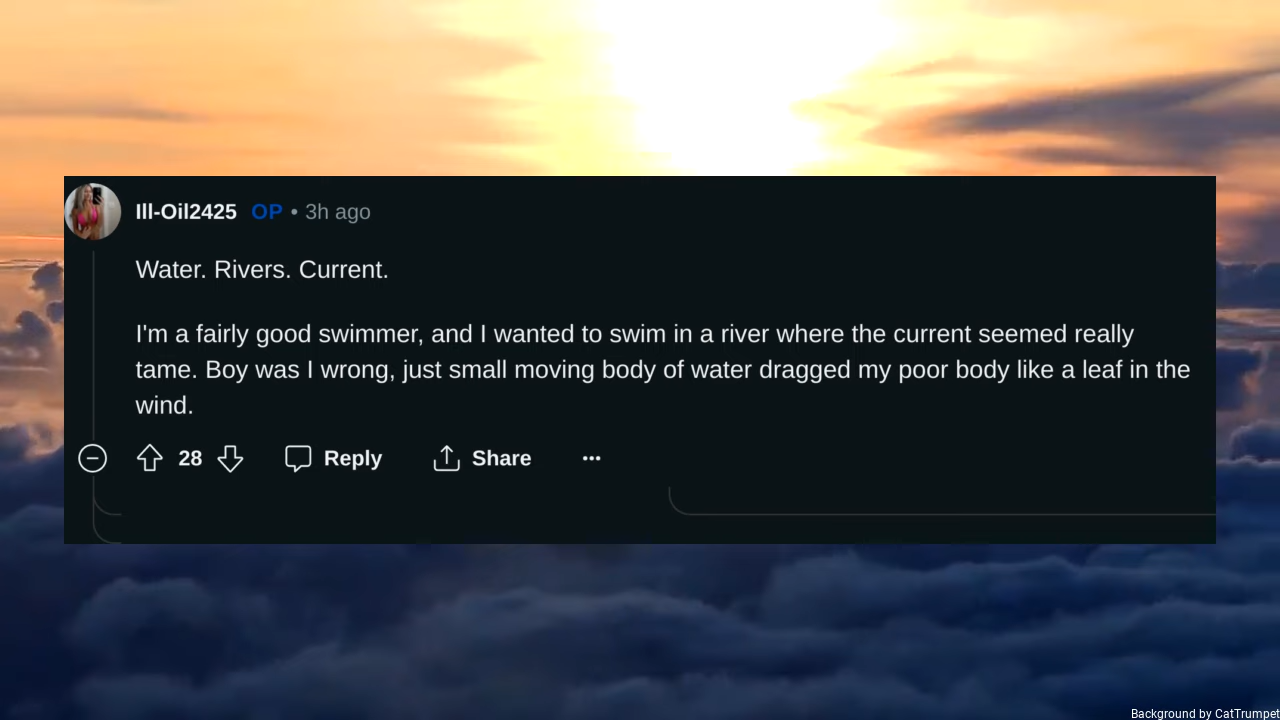 Ill-Oil2425 OP • 3h ago
Water. Rivers. Current.
I'm a fairly good swimmer, and I wanted to swim in a river where the current seemed really
tame. Boy was I wrong, just small moving body of water dragged my poor body like a leaf in the
wind.
28 Reply Share ···
Background by CatTrumpet